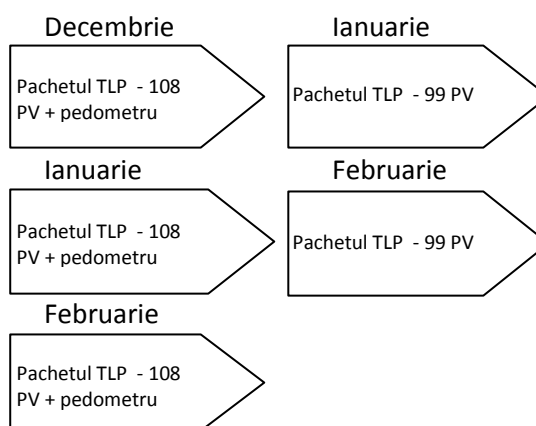 Decembrie
Ianuarie
Pachetul TLP  - 108
PV + pedometru
Pachetul TLP  - 99 PV
Ianuarie
Februarie
Pachetul TLP  - 108
PV + pedometru
Pachetul TLP  - 99 PV
Februarie
Pachetul TLP  - 108
PV + pedometru